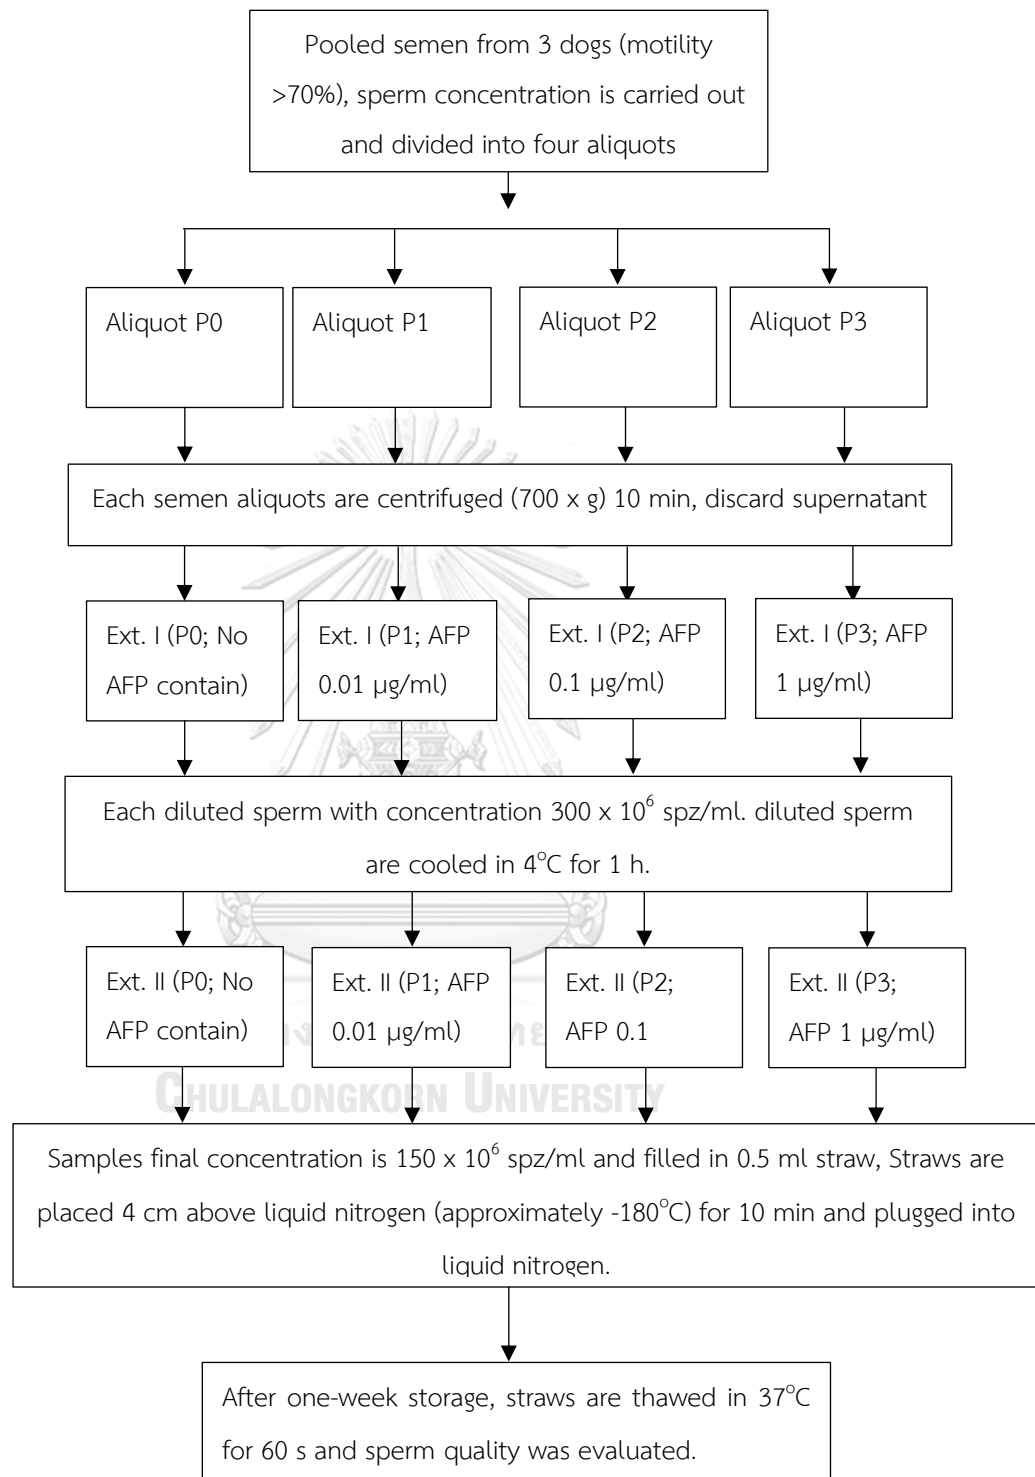 Pooled semen from 3 dogs (motility
>70%), sperm concentration is carried out
and divided into four aliquots
Aliquot P0
Aliquot P1
Aliquot P2
Aliquot P3
Each semen aliquots are centrifuged (700 x g) 10 min, discard supernatant
Ext. I (P0; No
AFP contain)
Ext. I (P1; AFP
0.01 µg/ml)
Ext. I (P2; AFP
0.1 µg/ml)
Ext. I (P3; AFP
1 µg/ml)
Each diluted sperm with concentration 300 x 10⁶ spz/ml. diluted sperm
are cooled in 4°C for 1 h.
Ext. II (P0; No
AFP contain)
Ext. II (P1; AFP
0.01 µg/ml)
Ext. II (P2;
AFP 0.1
Ext. II (P3;
AFP 1 µg/ml)
CHULALONGKORN UNIVERSITY
Samples final concentration is 150 x 10⁶ spz/ml and filled in 0.5 ml straw, Straws are
placed 4 cm above liquid nitrogen (approximately -180°C) for 10 min and plugged into
liquid nitrogen.
After one-week storage, straws are thawed in 37°C
for 60 s and sperm quality was evaluated.